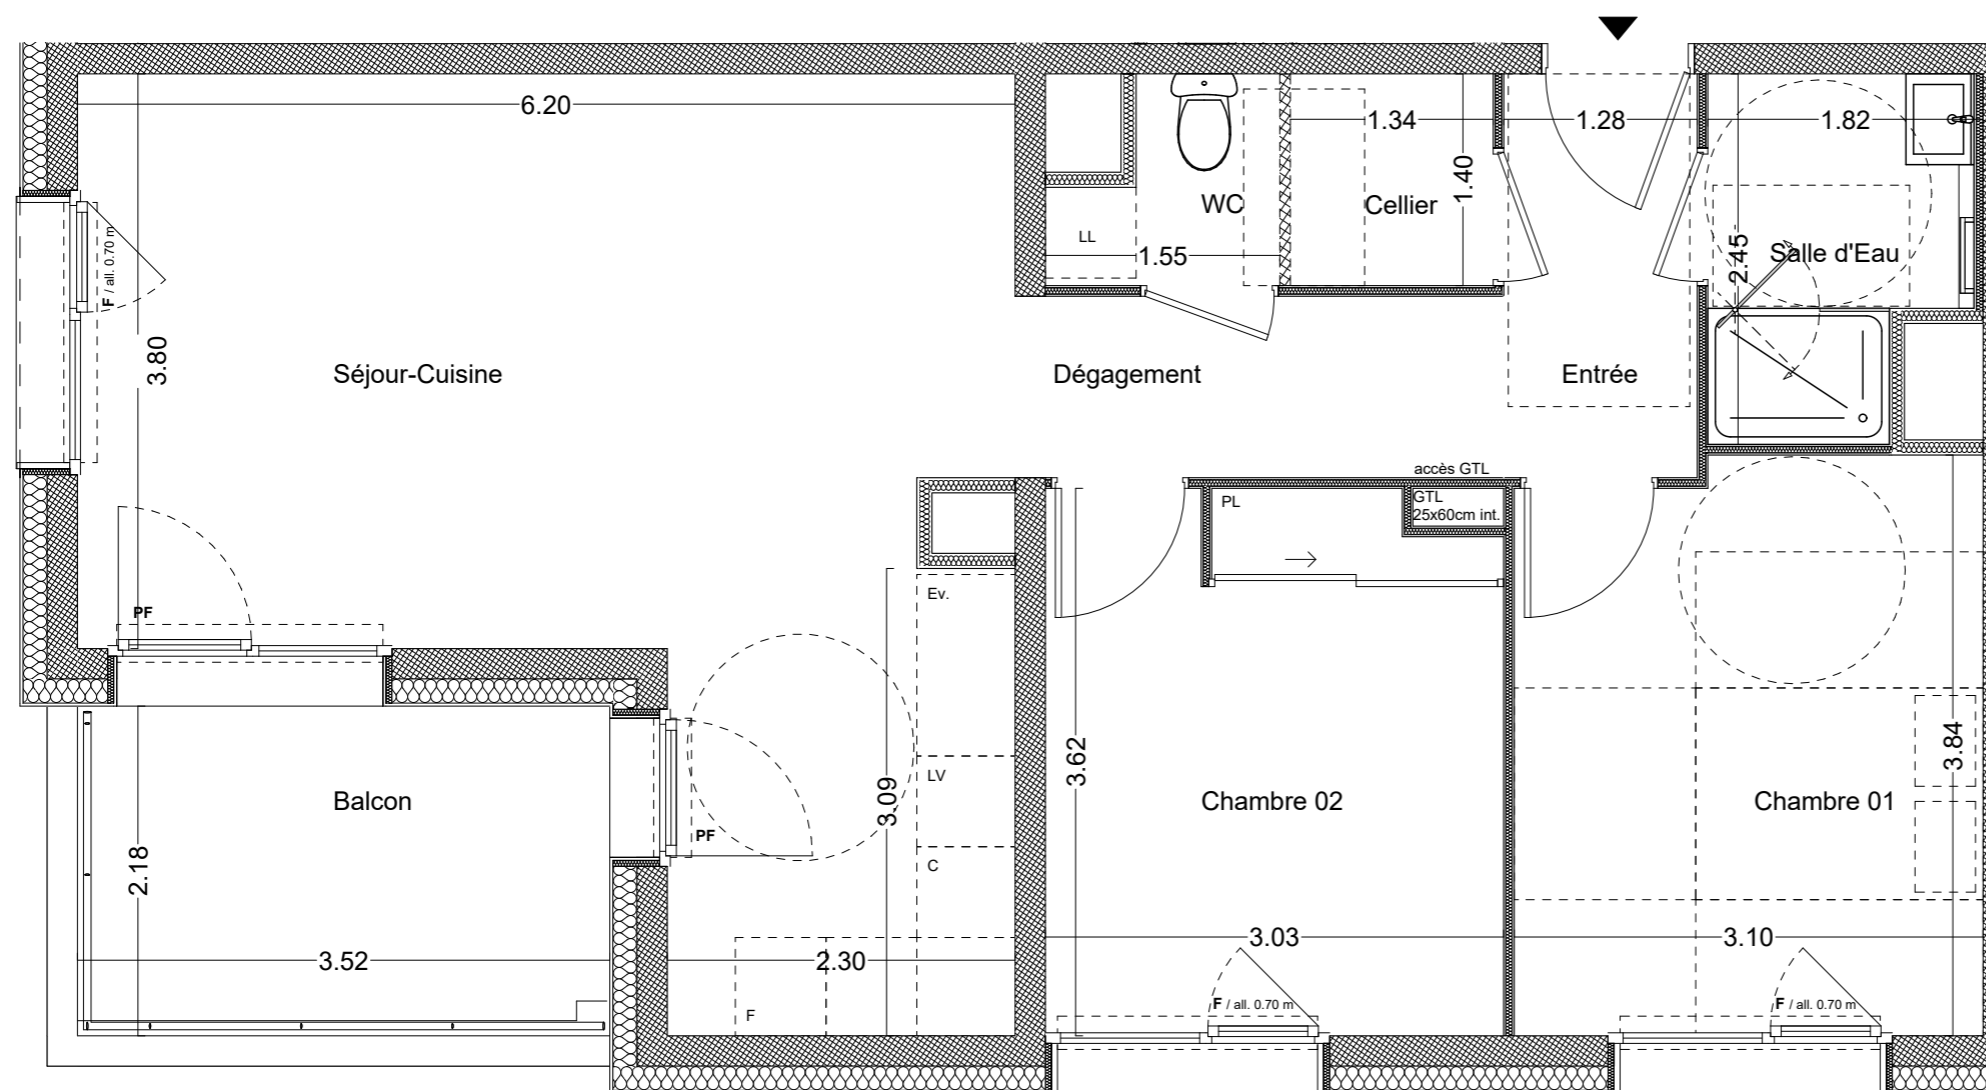 6.20
1.34
1.28
1.82
1.40
WC
Cellier
LL
1.55
2.45
Salle d'Eau
F / all. 0.70 m
3.80
Séjour-Cuisine
Dégagement
Entrée
accès GTL
PL
GTL
25x60cm int.
Ev.
PF
LV
3.62
3.84
3.09
Balcon
Chambre 02
Chambre 01
PF
2.18
C
3.52
2.30
3.03
3.10
F
F / all. 0.70 m
F / all. 0.70 m